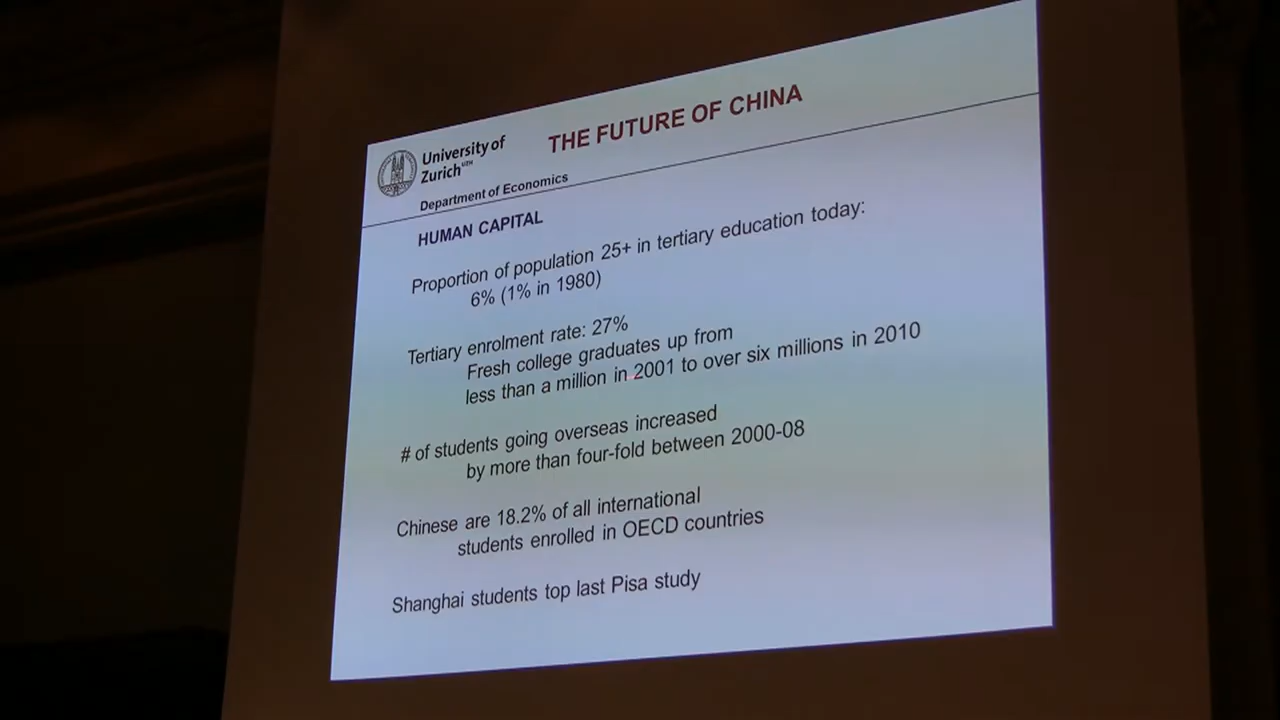 University of
Zurich UZH
THE FUTURE OF CHINA
Department of Economics
HUMAN CAPITAL
Proportion of population 25+ in tertiary education today:
6% (1% in 1980)
Tertiary enrolment rate: 27%
Fresh college graduates up from
less than a million in 2001 to over six millions in 2010
# of students going overseas increased
by more than four-fold between 2000-08
Chinese are 18.2% of all international
students enrolled in OECD countries
Shanghai students top last Pisa study